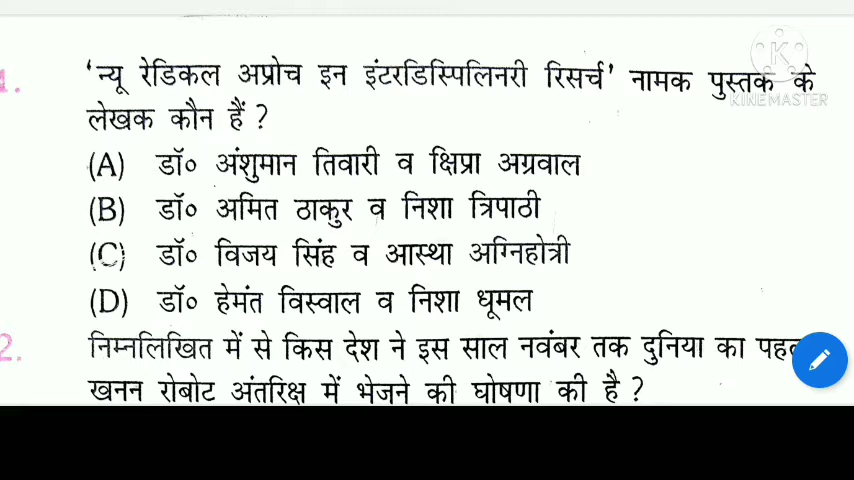 1.
'न्यू रेडिकल अप्रोच इन इंटरडिस्पिलिनरी रिसर्च' नामक पुस्तक के
लेखक कौन हैं ?
(A) डॉ० अंशुमान तिवारी व क्षिप्रा अग्रवाल
(B) डॉ० अमित ठाकुर व निशा त्रिपाठी
(C) डॉ० विजय सिंह व आस्था अग्निहोत्री
(D) डॉ० हेमंत विस्वाल व निशा धूमल
2.
निम्नलिखित में से किस देश ने इस साल नवंबर तक दुनिया का
खनन रोबोट अंतरिक्ष में भेजने की घोषणा की है ?
KINEMASTER